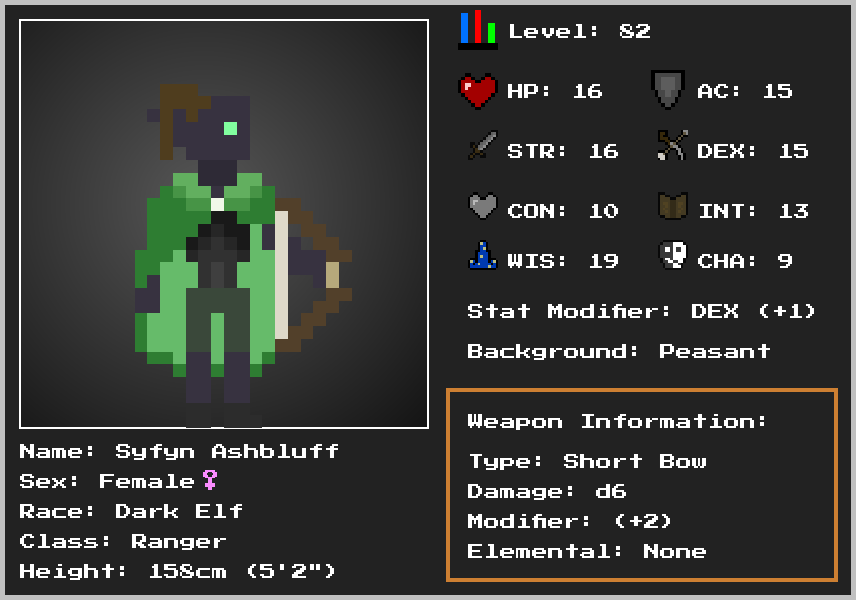 Level: 82
HP: 16 AC: 15
STR: 16 DEX: 15
CON: 10 INT: 13
WIS: 19 CHA: 9
Stat Modifier: DEX (+1)
Background: Peasant
Weapon Information:
Type: Short Bow
Damage: d6
Modifier: (+2)
Elemental: None
Name: Syfyn Ashbluff
Sex: Female♀
Race: Dark Elf
Class: Ranger
Height: 158cm (5'2")